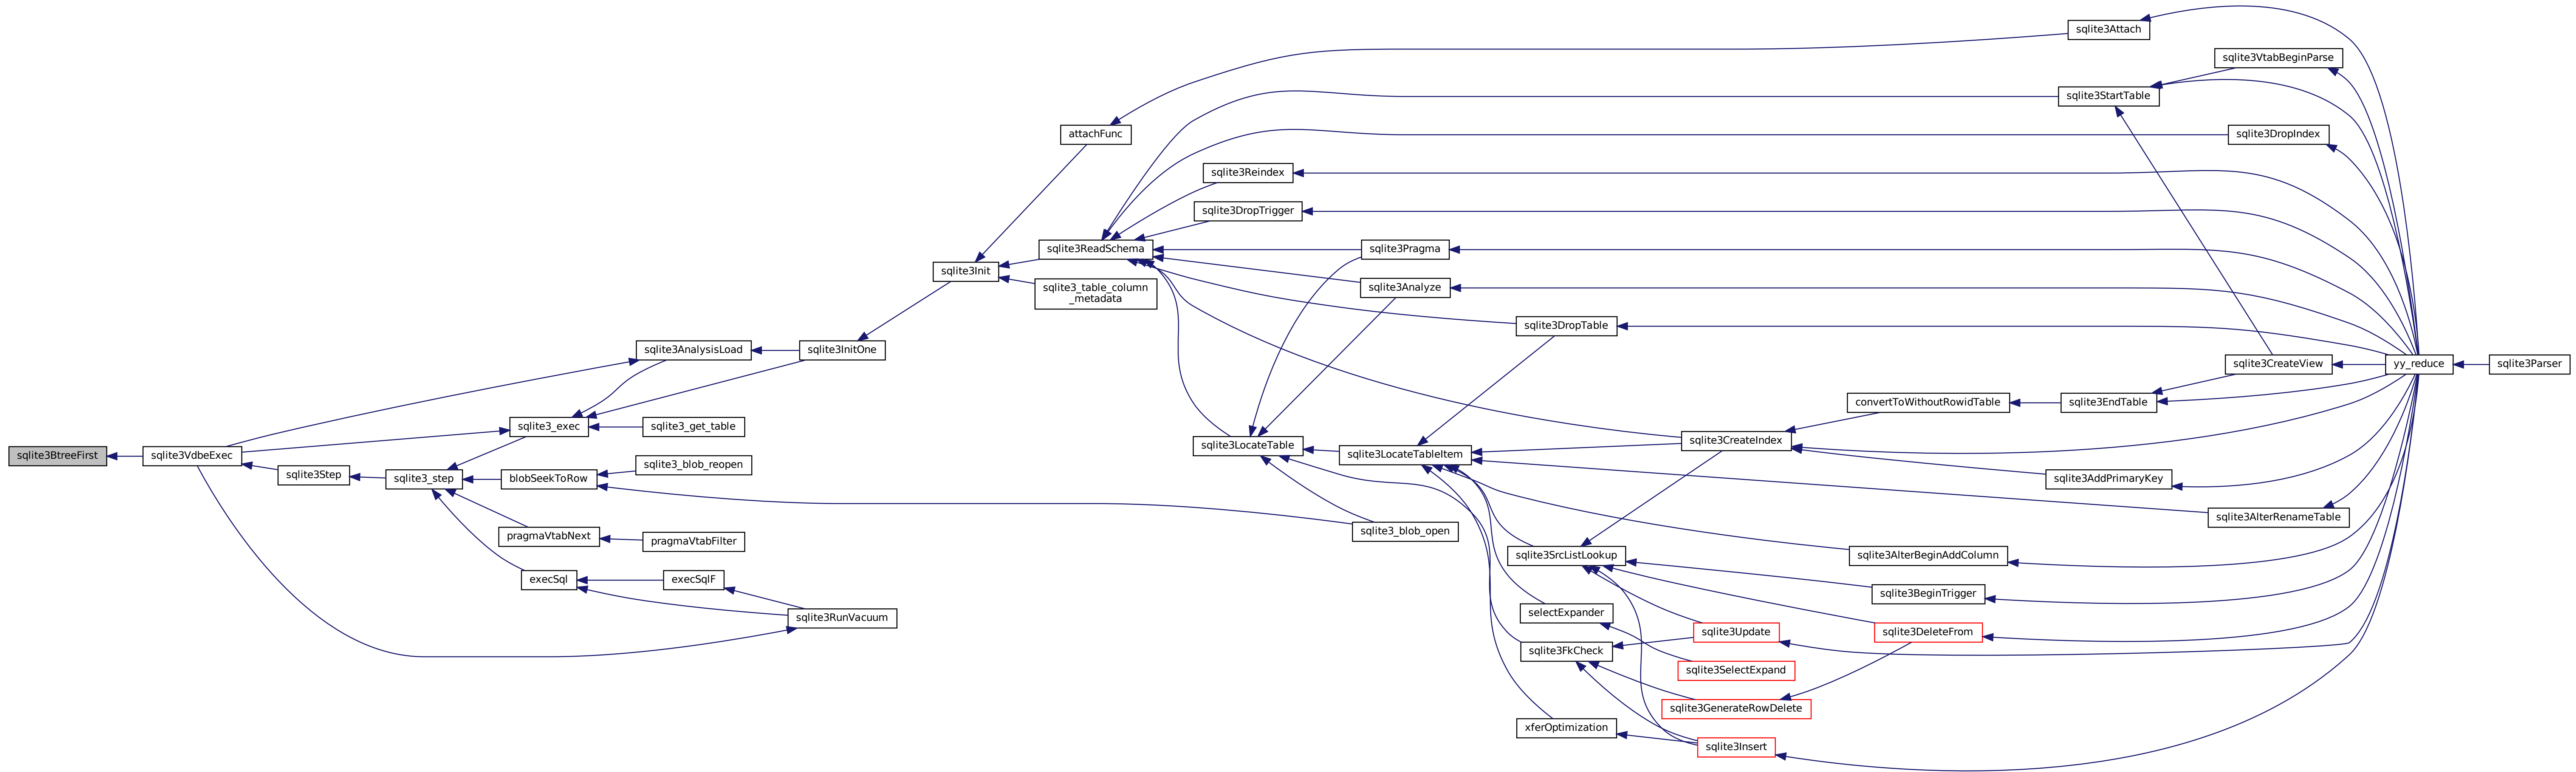 sqlite3BtreeFirst
sqlite3VdbeExec
sqlite3AnalysisLoad
sqlite3_exec
sqlite3Step
sqlite3_step
sqlite3RunVacuum
sqlite3InitOne
sqlite3_get_table
blobSeekToRow
pragmaVtabNext
execSql
sqlite3_blob_reopen
sqlite3_blob_open
pragmaVtabFilter
execSqlF
sqlite3Init
attachFunc
sqlite3ReadSchema
sqlite3_table_column
_metadata
sqlite3Attach
sqlite3StartTable
sqlite3VtabBeginParse
sqlite3DropIndex
sqlite3Reindex
sqlite3DropTrigger
sqlite3Pragma
sqlite3Analyze
sqlite3DropTable
sqlite3LocateTable
sqlite3LocateTableItem
sqlite3CreateIndex
convertToWithoutRowidTable
sqlite3EndTable
sqlite3CreateView
yy_reduce
sqlite3Parser
sqlite3AddPrimaryKey
sqlite3AlterRenameTable
sqlite3SrcListLookup
sqlite3AlterBeginAddColumn
sqlite3BeginTrigger
selectExpander
sqlite3Update
sqlite3DeleteFrom
sqlite3FkCheck
sqlite3SelectExpand
sqlite3GenerateRowDelete
xferOptimization
sqlite3Insert